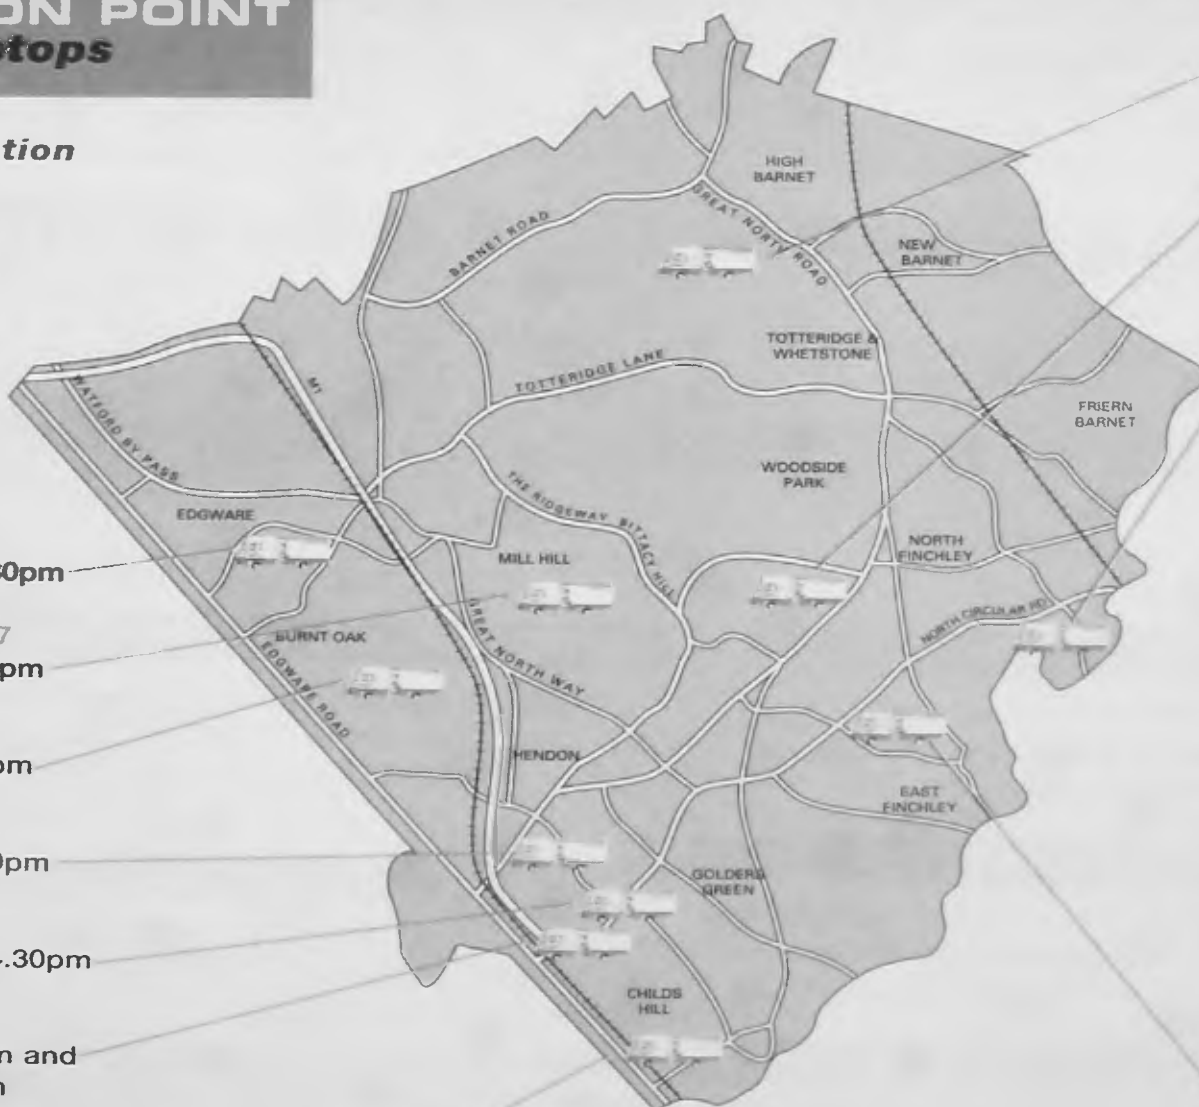 ON POINT
stops
tion
HIGH
BARNET
GREAT NORTH ROAD
BARNET ROAD
NEW
BARNET
TOTTERIDGE &
WHETSTONE
TOTTERIDGE LANE
M1
WATFORD BY PASS
FRIERN
BARNET
WOODSIDE
PARK
THE RIDGEWAY BITTACY HILL
EDGWARE
NORTH
FINCHLEY
MILL HILL
0pm
NORTH CIRCULAR RD
GREAT NORTH WAY
7
BURNT OAK
pm
EDGWARE ROAD
HENDON
pm
EAST
FINCHLEY
0pm
GOLDERS
GREEN
.30pm
CHILDS
HILL
n and